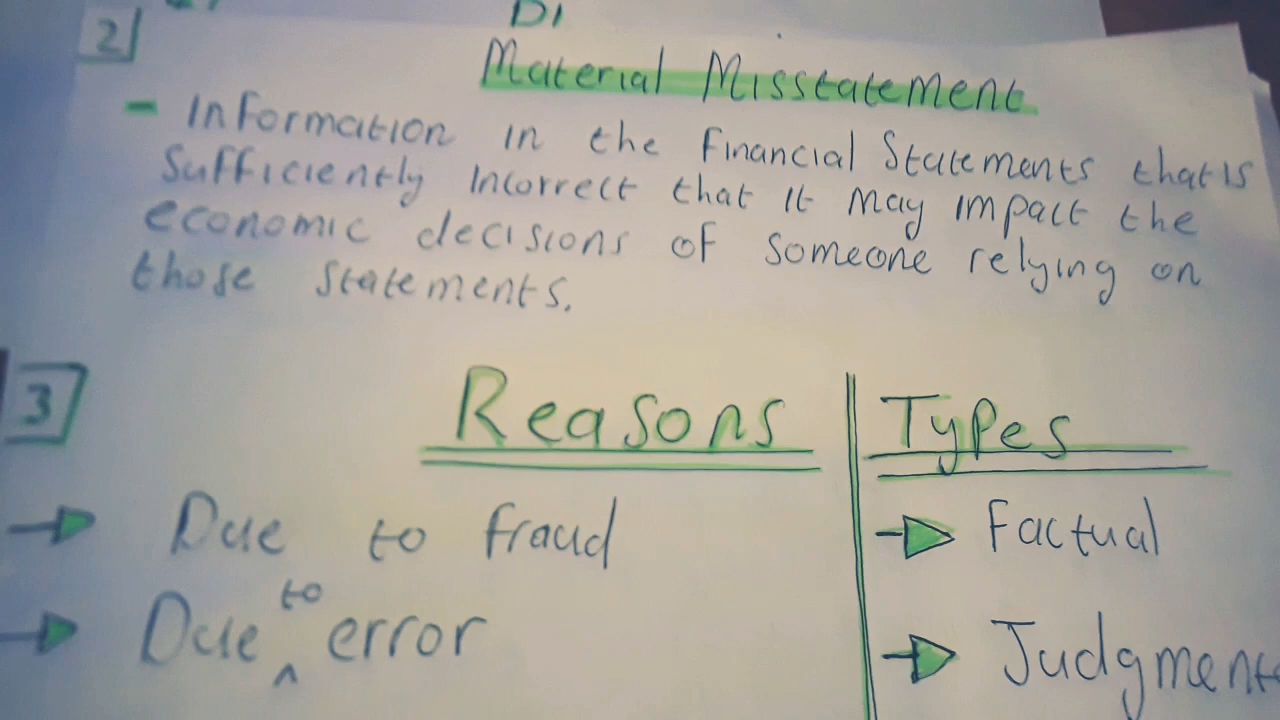 2
Material Misstatement
- Information in the financial Statements that is
Sufficiently Incorrect that it may impact the
economic decisions of someone relying on
those statements.
3
Reasons
Types
→ Due to fraud
→ Factual
→ Due to error
→ Judgment